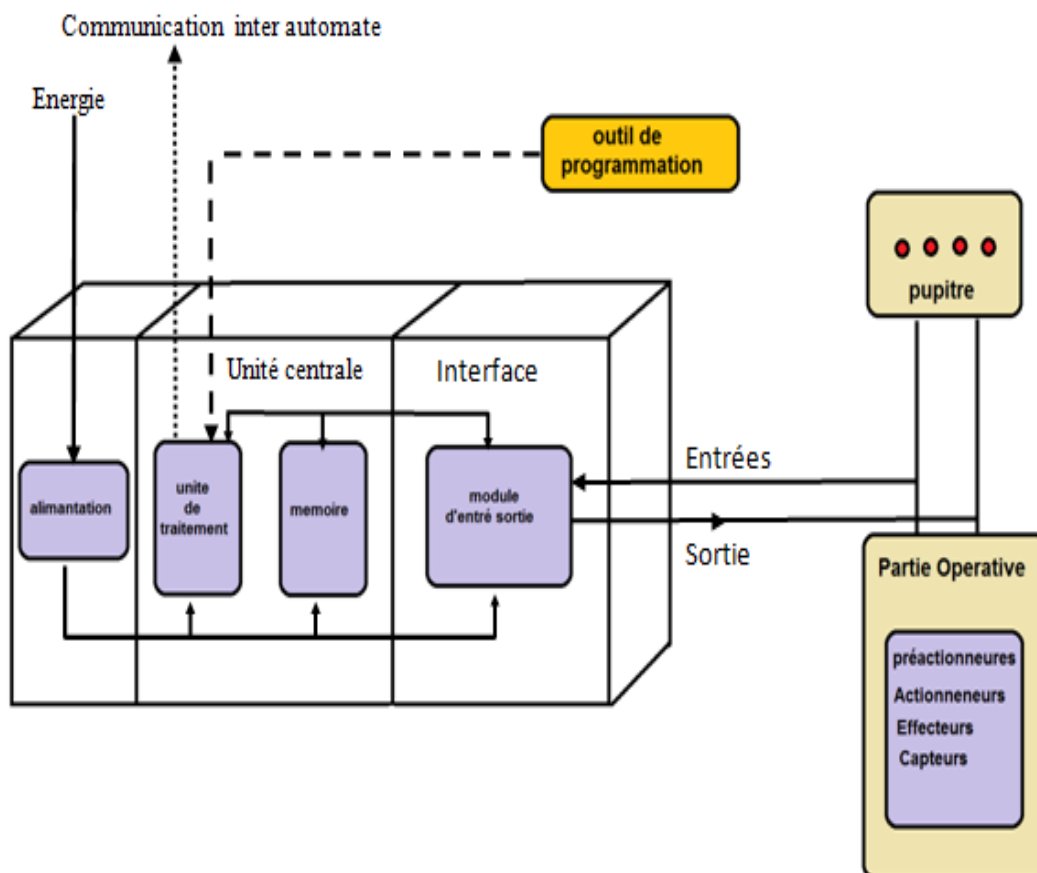 Communication inter automate
Energie
outil de
programmation
pupitre
Unité centrale
Interface
alimantation
unite
de
traitement
memoire
module
d'entré sortie
Entrées
Sortie
Partie Operative
préactionneures
Actionneneurs
Effecteurs
Capteurs